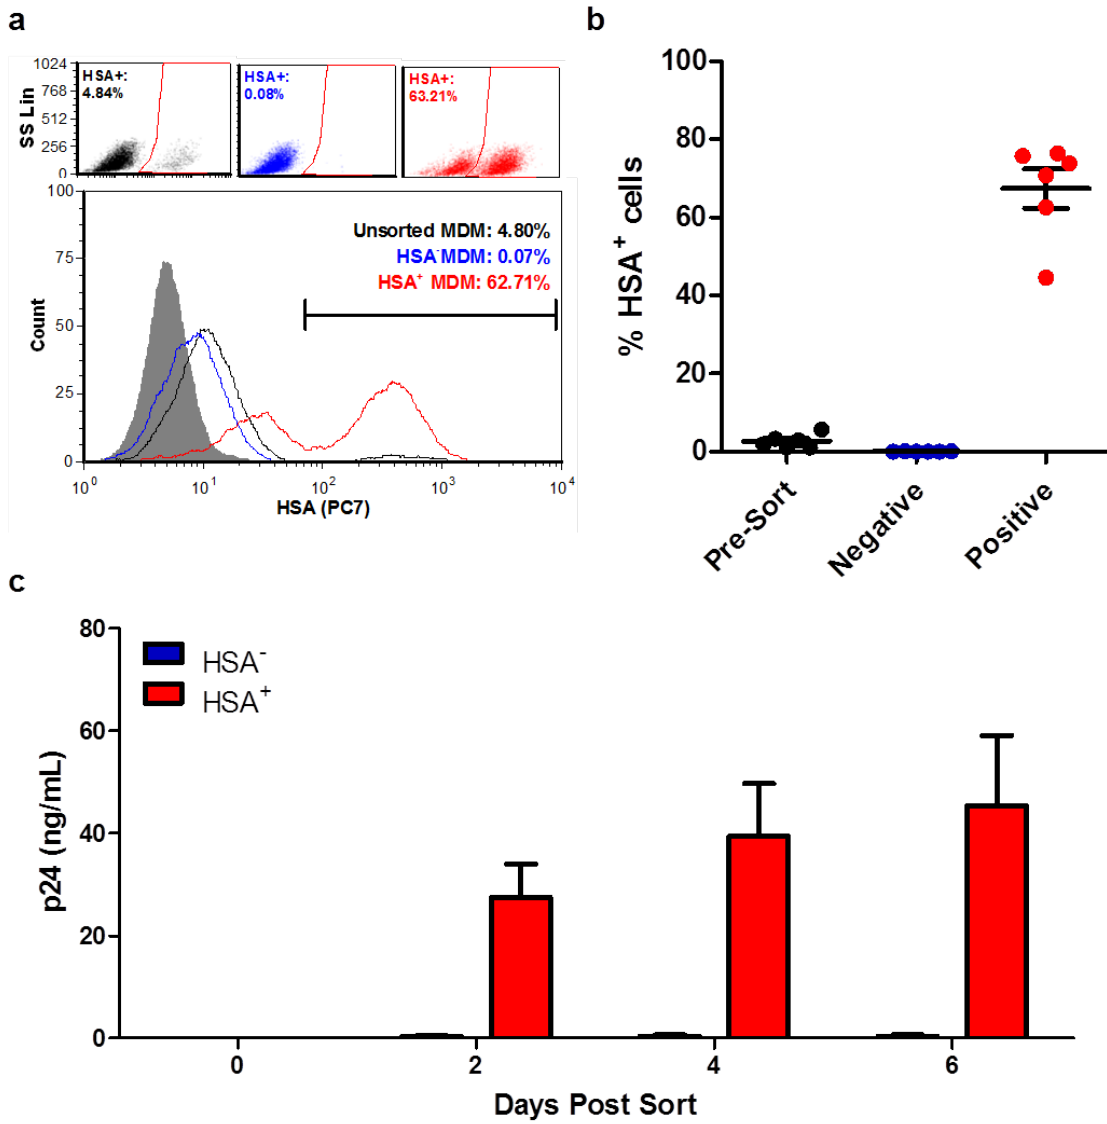 a
HSA+:
4.84%
HSA+:
0.08%
HSA+:
63.21%
SS Lin
1024
768
512
256
0
Unsorted MDM: 4.80%
HSA⁻MDM: 0.07%
HSA⁺ MDM: 62.71%
Count
100
75
50
25
0
10⁰ 10¹ 10² 10³ 10⁴
HSA (PC7)
b
% HSA⁺ cells
100
80
60
40
20
0
Pre-Sort
Negative
Positive
c
HSA⁻
HSA⁺
p24 (ng/mL)
80
60
40
20
0
0 2 4 6
Days Post Sort